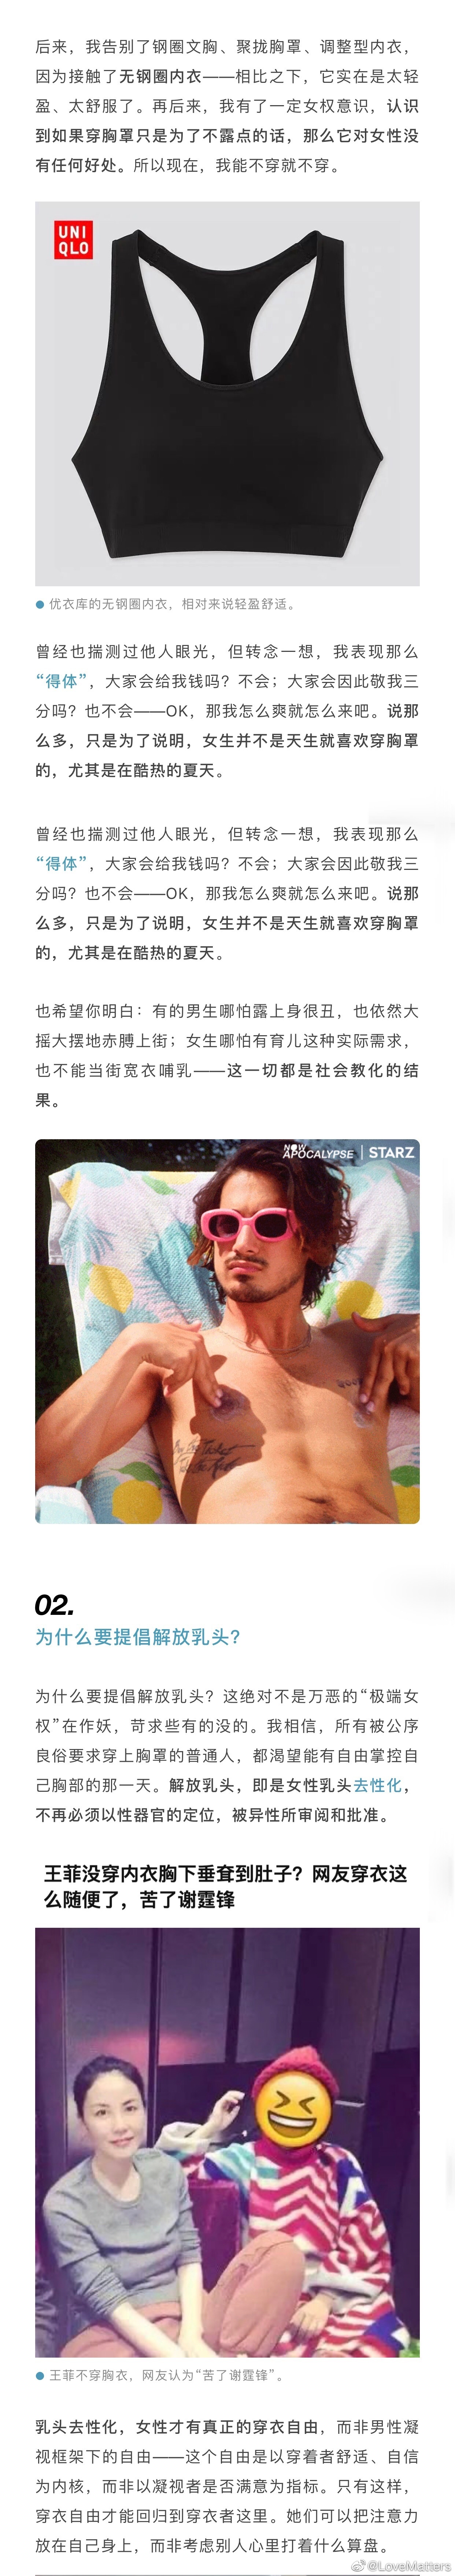 后来，我告别了钢圈文胸、聚拢胸罩、调整型内衣，
因为接触了无钢圈内衣——相比之下，它实在是太轻
盈、太舒服了。再后来，我有了一定女权意识，认识
到如果穿胸罩只是为了不露点的话，那么它对女性没
有任何好处。所以现在，我能不穿就不穿。
UNI
QLO
优衣库的无钢圈内衣，相对来说轻盈舒适。
曾经也揣测过他人眼光，但转念一想，我表现那么
“得体”，大家会给我钱吗？不会；大家会因此敬我三
分吗？也不会——OK，那我怎么爽就怎么来吧。说那
么多，只是为了说明，女生并不是天生就喜欢穿胸罩
的，尤其是在酷热的夏天。
曾经也揣测过他人眼光，但转念一想，我表现那么
“得体”，大家会给我钱吗？不会；大家会因此敬我三
分吗？也不会——OK，那我怎么爽就怎么来吧。说那
么多，只是为了说明，女生并不是天生就喜欢穿胸罩
的，尤其是在酷热的夏天。
也希望你明白：有的男生哪怕露上身很丑，也依然大
摇大摆地赤膊上街；女生哪怕有育儿这种实际需求，
也不能当街宽衣哺乳——这一切都是社会教化的结
果。
NOW
APOCALYPSE | STARZ
02.
为什么要提倡解放乳头？
为什么要提倡解放乳头？这绝对不是万恶的“极端女
权”在作妖，苛求些有的没的。我相信，所有被公序
良俗要求穿上胸罩的普通人，都渴望能有自由掌控自
己胸部的那一天。解放乳头，即是女性乳头去性化，
不再必须以性器官的定位，被异性所审阅和批准。
王菲没穿内衣胸下垂耷到肚子？网友穿衣这
么随便了，苦了谢霆锋
王菲不穿胸衣，网友认为“苦了谢霆锋”。
乳头去性化，女性才有真正的穿衣自由，而非男性凝
视框架下的自由——这个自由是以穿着者舒适、自信
为内核，而非以凝视者是否满意为指标。只有这样，
穿衣自由才能回归到穿衣者这里。她们可以把注意力
放在自己身上，而非考虑别人心里打着什么算盘。
@LoveMatters